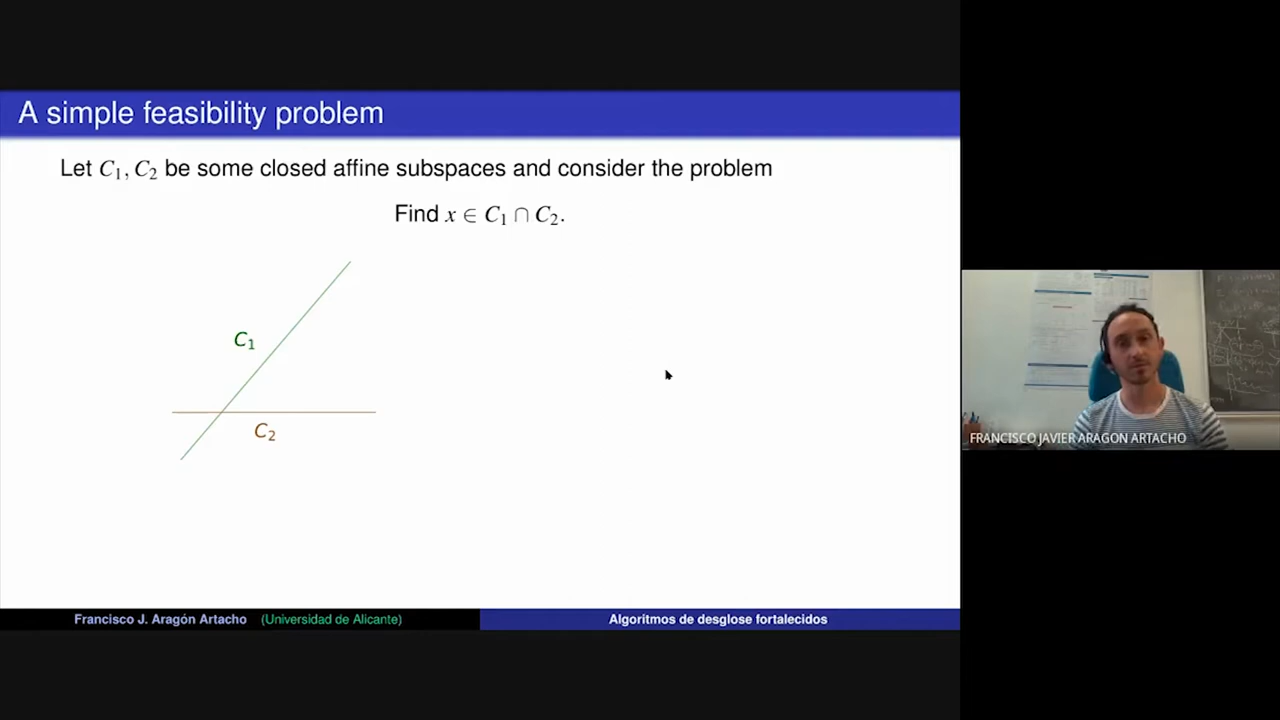 A simple feasibility problem
Let C₁, C₂ be some closed affine subspaces and consider the problem
Find x ∈ C₁ ∩ C₂.
C₁
C₂
FRANCISCO JAVIER ARAGON ARTACHO
Francisco J. Aragón Artacho (Universidad de Alicante) Algoritmos de desglose fortalecidos